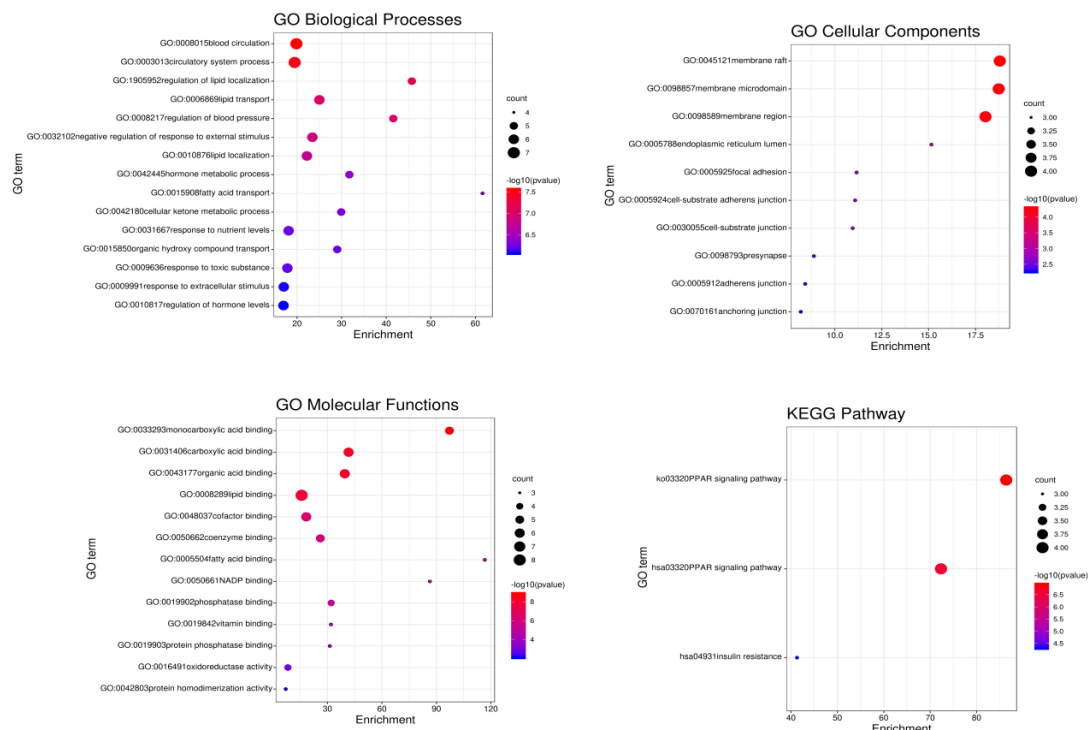 GO Biological Processes
GO term
GO:0008015blood circulation
GO:0003013circulatory system process
GO:1905952regulation of lipid localization
GO:0006869lipid transport
GO:0008217regulation of blood pressure
GO:0032102negative regulation of response to external stimulus
GO:0010876lipid localization
GO:0042445hormone metabolic process
GO:0015908fatty acid transport
GO:0042180cellular ketone metabolic process
GO:0031667response to nutrient levels
GO:0015850organic hydroxy compound transport
GO:0009636response to toxic substance
GO:0009991response to extracellular stimulus
GO:0010817regulation of hormone levels
20 30 40 50 60
Enrichment
count
4
5
6
7
-log10(pvalue)
7.5
7.0
6.5
GO Cellular Components
GO term
GO:0045121membrane raft
GO:0098857membrane microdomain
GO:0098589membrane region
GO:0005788endoplasmic reticulum lumen
GO:0005925focal adhesion
GO:0005924cell-substrate adherens junction
GO:0030055cell-substrate junction
GO:0098793presynapse
GO:0005912adherens junction
GO:0070161anchoring junction
10.0 12.5 15.0 17.5
Enrichment
count
3.00
3.25
3.50
3.75
4.00
-log10(pvalue)
4.0
3.5
3.0
2.5
GO Molecular Functions
GO term
GO:0033293monocarboxylic acid binding
GO:0031406carboxylic acid binding
GO:0043177organic acid binding
GO:0008289lipid binding
GO:0048037cofactor binding
GO:0050662coenzyme binding
GO:0005504fatty acid binding
GO:0050661NADP binding
GO:0019902phosphatase binding
GO:0019842vitamin binding
GO:0019903protein phosphatase binding
GO:0016491oxidoreductase activity
GO:0042803protein homodimerization activity
30 60 90 120
Enrichment
count
3
4
5
6
7
8
-log10(pvalue)
8
6
4
KEGG Pathway
GO term
ko03320PPAR signaling pathway
hsa03320PPAR signaling pathway
hsa04931insulin resistance
40 50 60 70 80
Enrichment
count
3.00
3.25
3.50
3.75
4.00
-log10(pvalue)
6.5
6.0
5.5
5.0
4.5